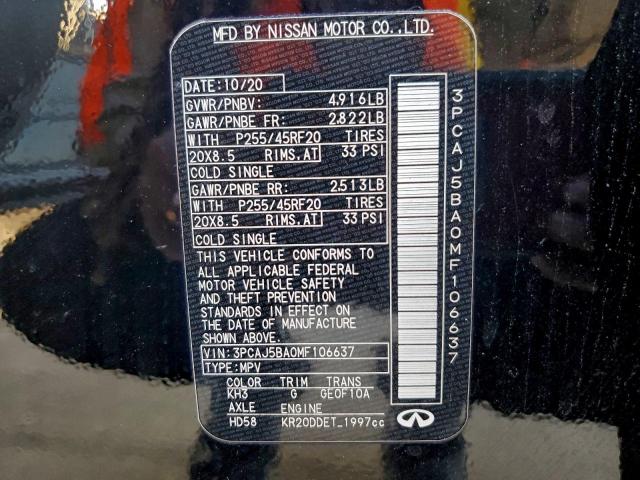 MFD BY NISSAN MOTOR CO.,LTD.
DATE: 10/20
GVWR/PNBV: 4,916LB
GAWR/PNBE FR: 2,822LB
WITH P255/45RF20 TIRES
20X8.5 RIMS.AT 33 PSI
COLD SINGLE
GAWR/PNBE RR: 2,513LB
WITH P255/45RF20 TIRES
20X8.5 RIMS.AT 33 PSI
COLD SINGLE
THIS VEHICLE CONFORMS TO
ALL APPLICABLE FEDERAL
MOTOR VEHICLE SAFETY
AND THEFT PREVENTION
STANDARDS IN EFFECT ON
THE DATE OF MANUFACTURE
SHOWN ABOVE.
VIN: 3PCAJ5BA0MF106637
TYPE: MPV
COLOR TRIM TRANS
KH3 G GE0F10A
AXLE ENGINE
HD58 KR20DDET_1997cc
3PCAJ5BA0MF106637